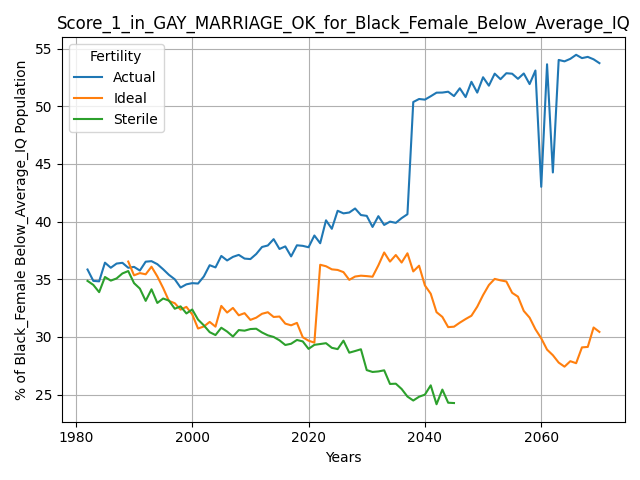 Score_1_in_GAY_MARRIAGE_OK_for_Black_Female_Below_Average_IQ
% of Black_Female Below_Average_IQ Population
Fertility
Actual
Ideal
Sterile
55
50
45
40
35
30
25
1980
2000
2020
2040
2060
Years